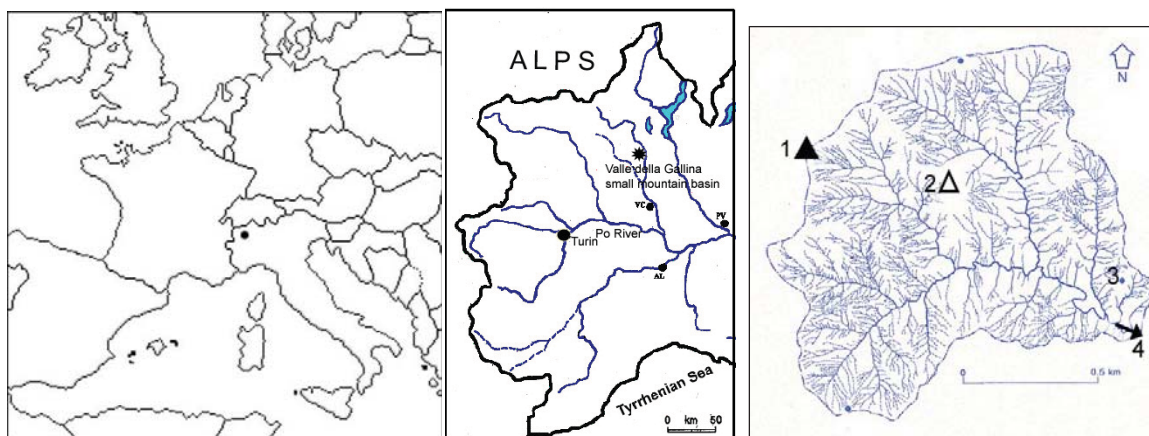 ALPS
Valle della Gallina
small mountain basin
VC
PV
Po River
Turin
AL
Tyrrhenian Sea
0 km 50
N
1
2
3
4
0 0.5 km